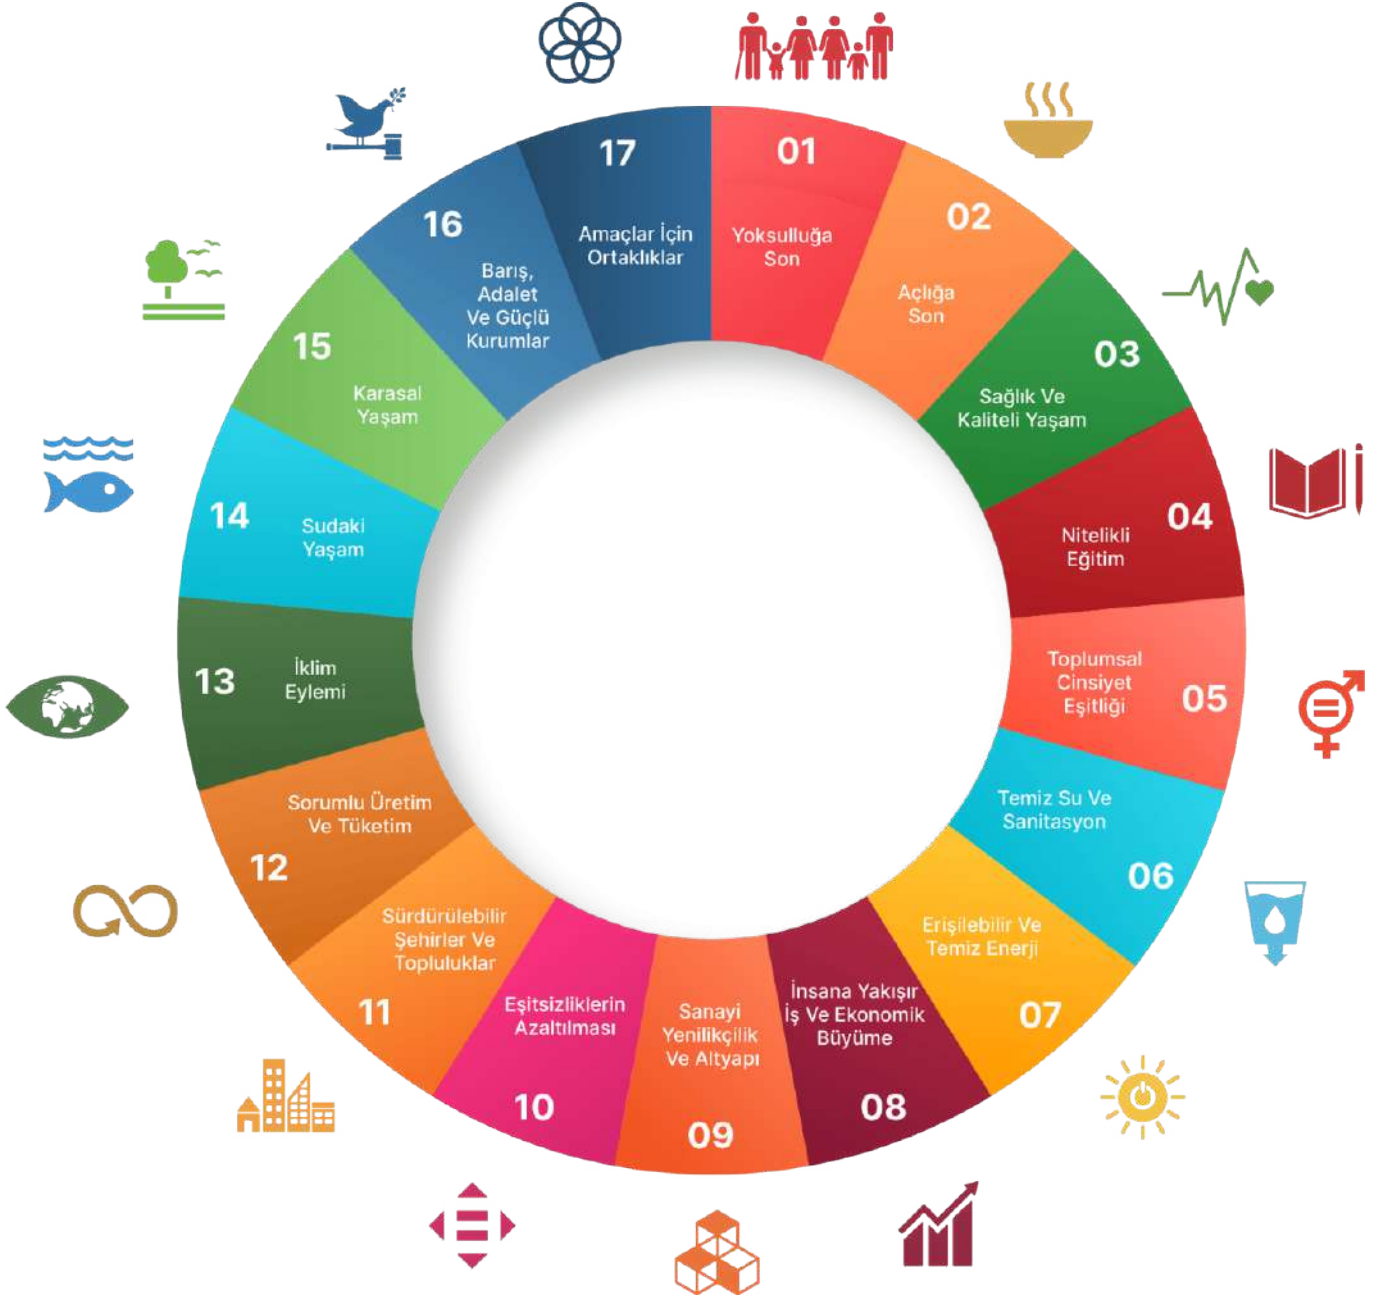 01
Yoksulluğa
Son
02
Açlığa
Son
03
Sağlık Ve
Kaliteli Yaşam
04
Nitelikli
Eğitim
05
Toplumsal
Cinsiyet
Eşitliği
06
Temiz Su Ve
Sanitasyon
07
Erişilebilir Ve
Temiz Enerji
08
İnsana Yakışır
İş Ve Ekonomik
Büyüme
09
Sanayi
Yenilikçilik
Ve Altyapı
10
Eşitsizliklerin
Azaltılması
11
Sürdürülebilir
Şehirler Ve
Topluluklar
12
Sorumlu Üretim
Ve Tüketim
13
İklim
Eylemi
14
Sudaki
Yaşam
15
Karasal
Yaşam
16
Barış,
Adalet
Ve Güçlü
Kurumlar
17
Amaçlar İçin
Ortaklıklar